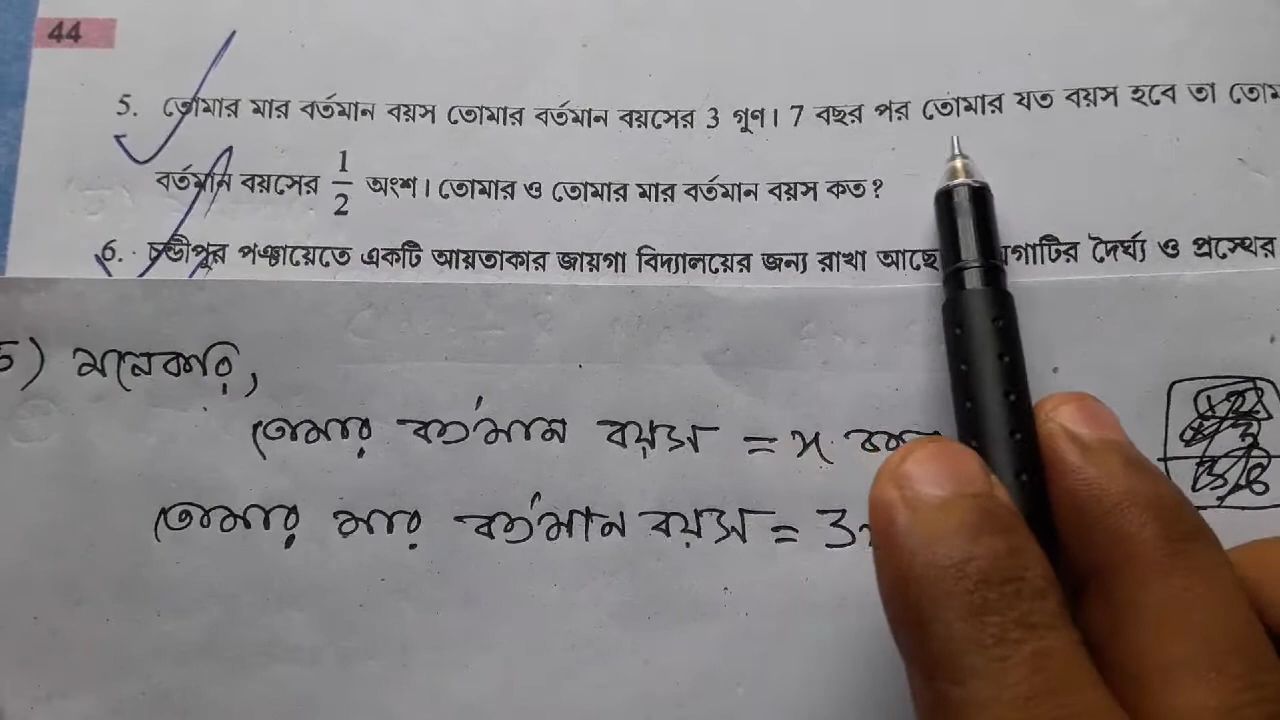 44
5. তোমার মার বর্তমান বয়স তোমার বর্তমান বয়সের 3 গুণ। 7 বছর পর তোমার যত বয়স হবে তা
বর্তমান বয়সের 1/2 অংশ। তোমার ও তোমার মার বর্তমান বয়স কত?
6. চণ্ডীপুর পঞ্চায়েতে একটি আয়তাকার জায়গা বিদ্যালয়ের জন্য রাখা আছে দৈর্ঘ্য ও প্রস্থের
5) মনেকরি,
তোমার বর্তমান বয়স = x
তোমার মার বর্তমান বয়স = 3x